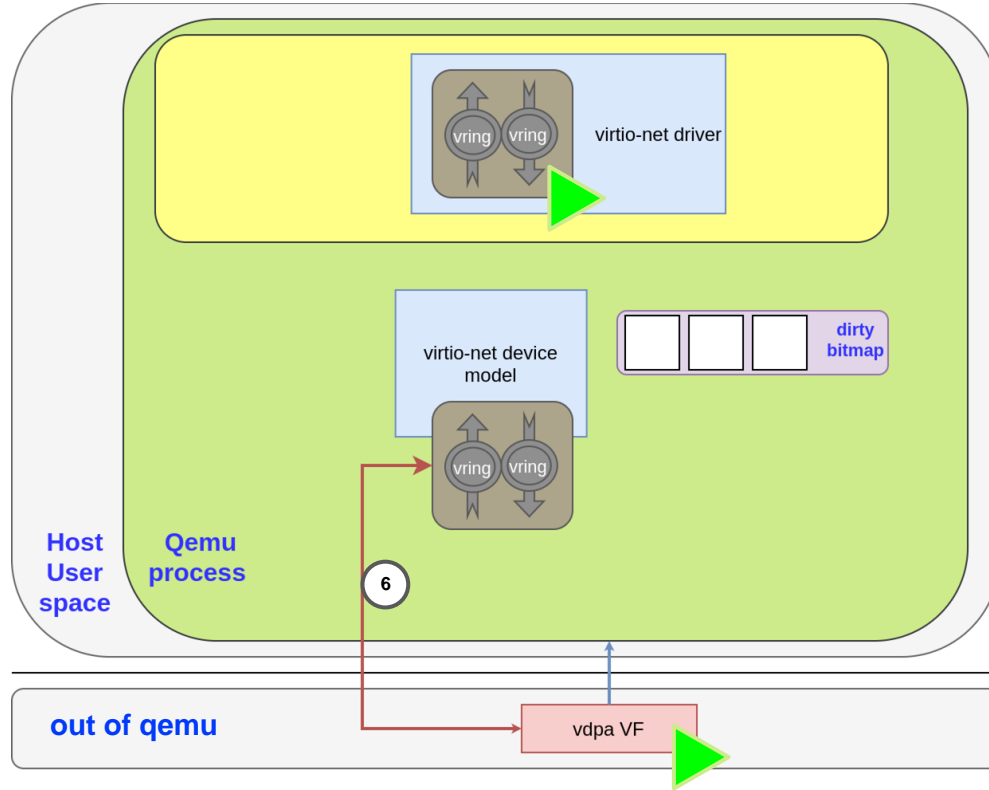 vring
vring
virtio-net driver
virtio-net device
model
dirty
bitmap
vring
vring
Host
User
space
Qemu
process
6
out of qemu
vdpa VF